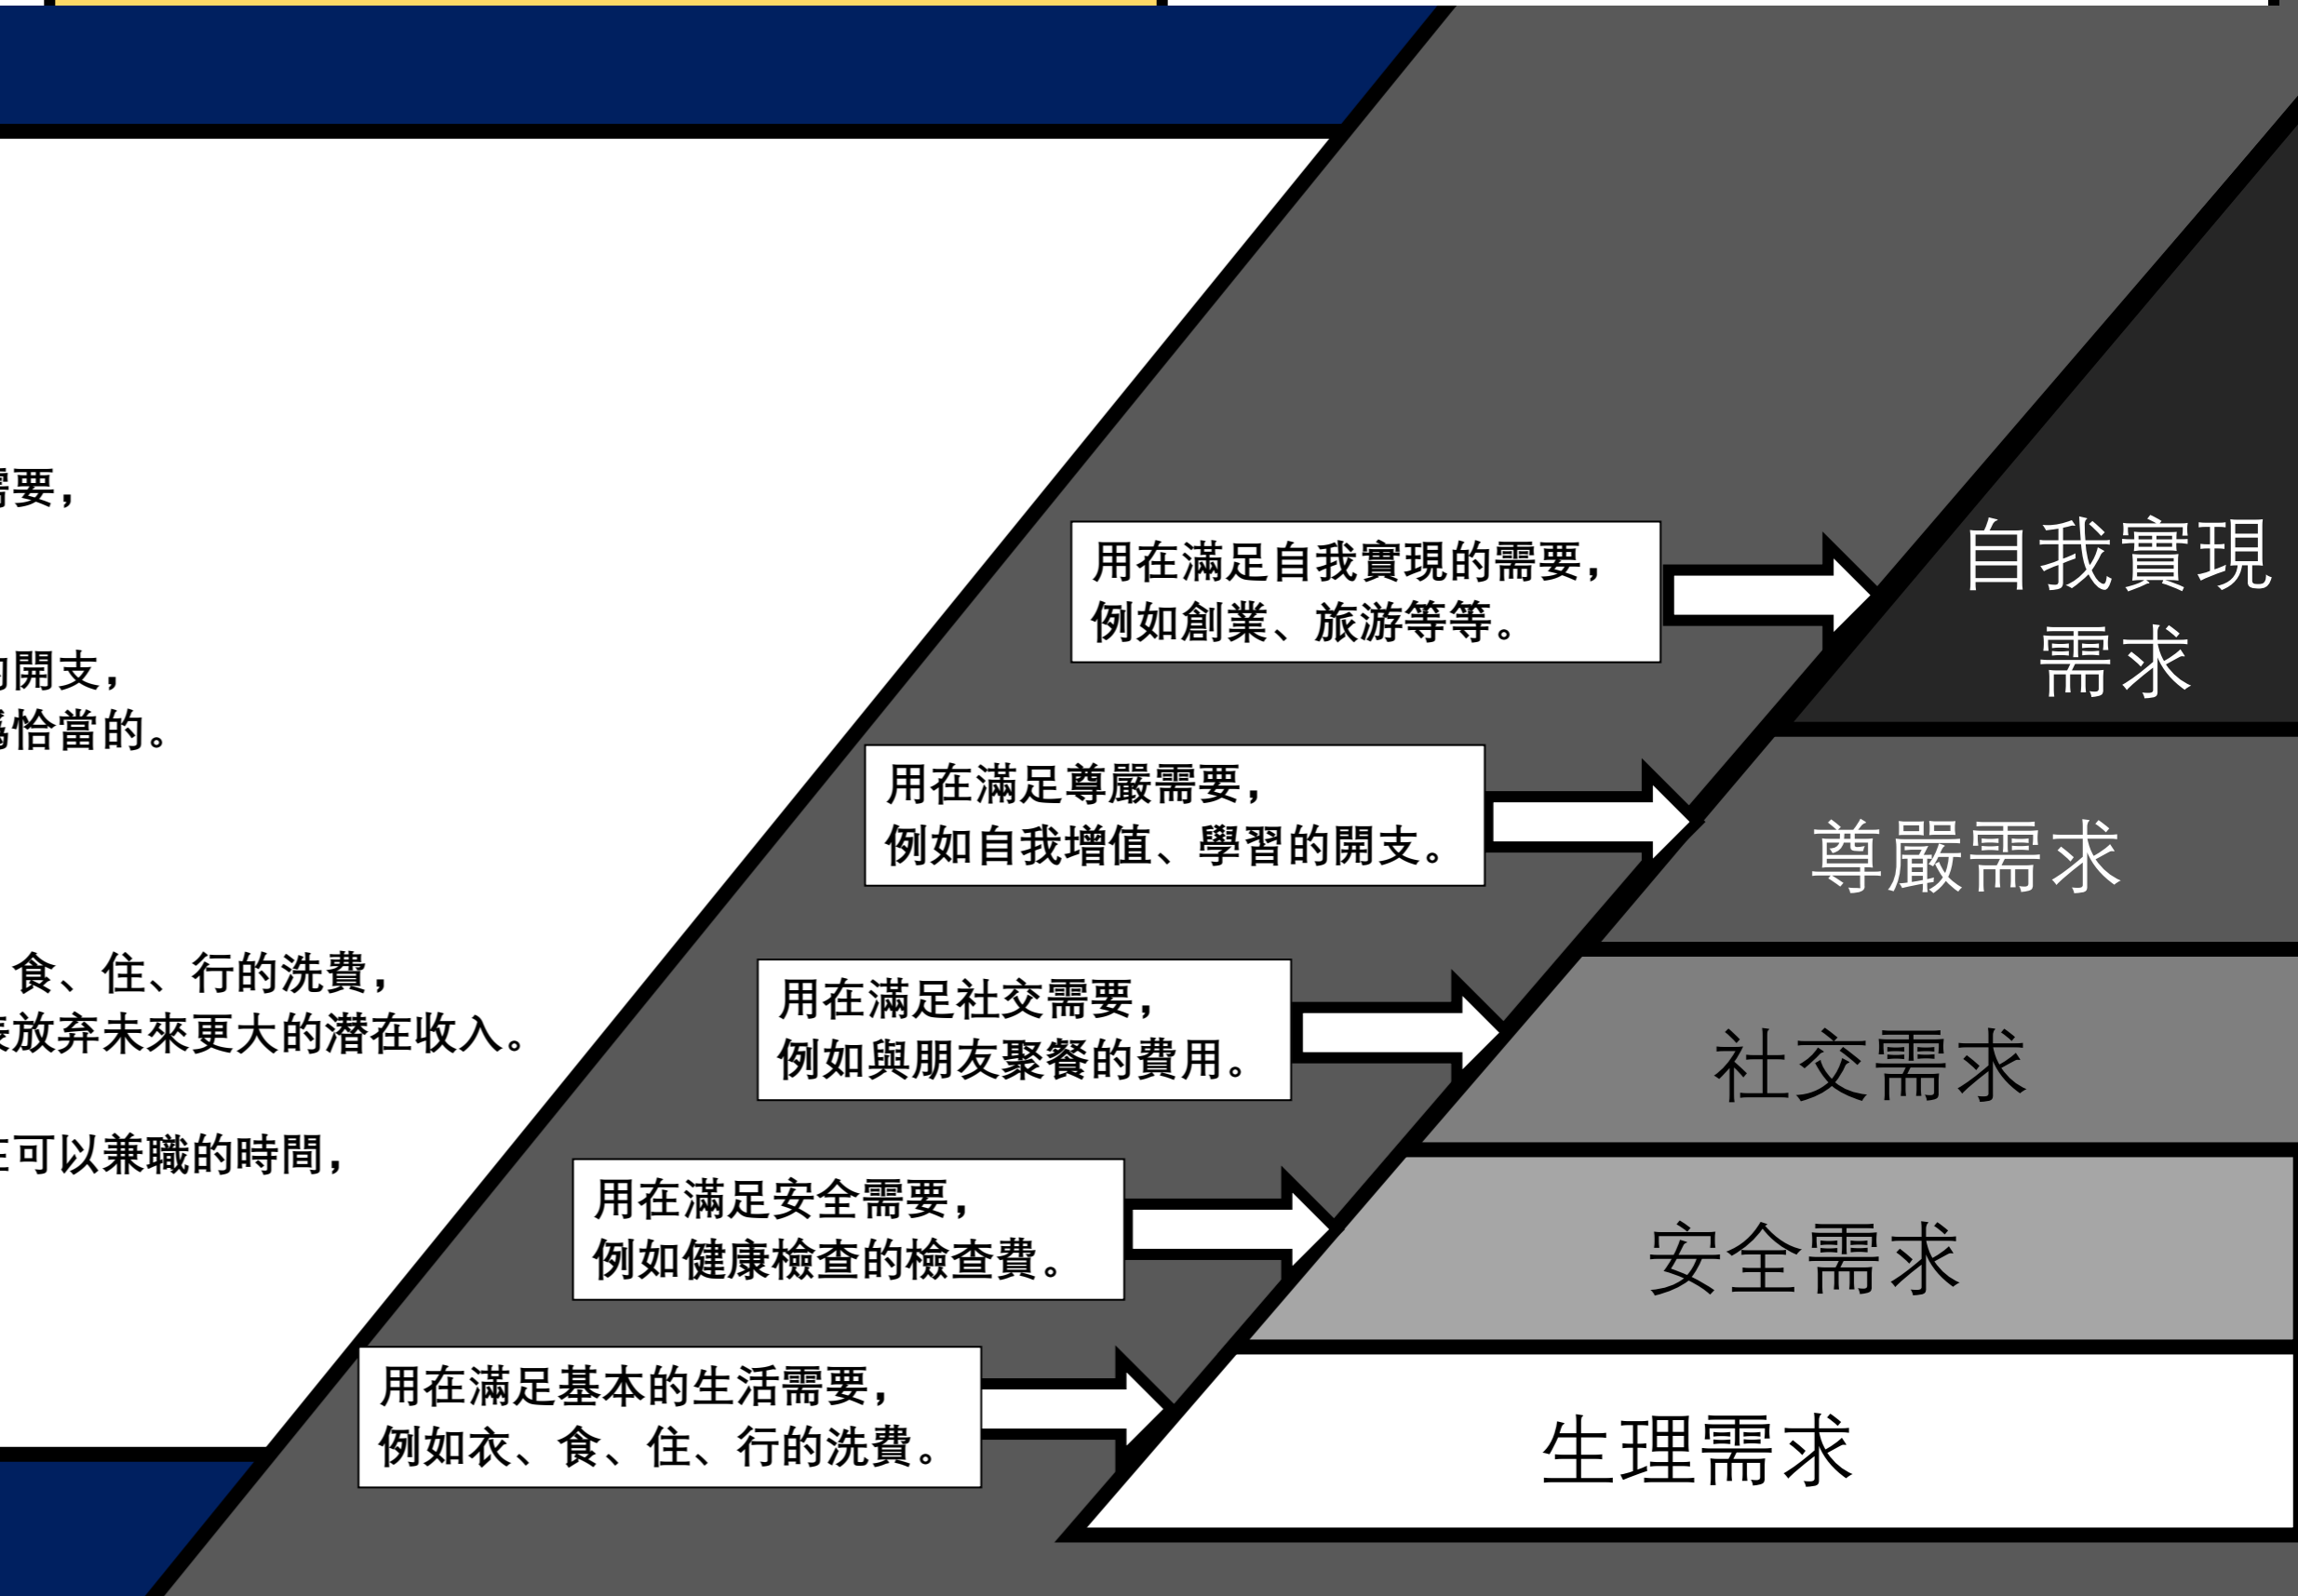 需要，
的開支，
爲恰當的。
食、住、行的洗費，
表放弃未來更大的潜在收入。
在可以兼職的時間，
用在滿足自我實現的需要，
例如創業、旅游等等。
用在滿足尊嚴需要，
例如自我增值、學習的開支。
用在滿足社交需要，
例如與朋友聚餐的費用。
用在滿足安全需要，
例如健康檢查的檢查費。
用在滿足基本的生活需要，
例如衣、食、住、行的洗費。
自我實現
需求
尊嚴需求
社交需求
安全需求
生理需求